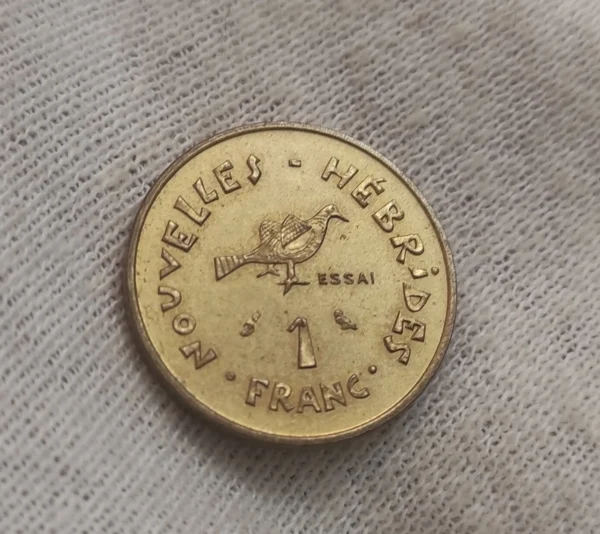 NOUVELLES - HÉBRIDES
ESSAI
1
• FRANC •